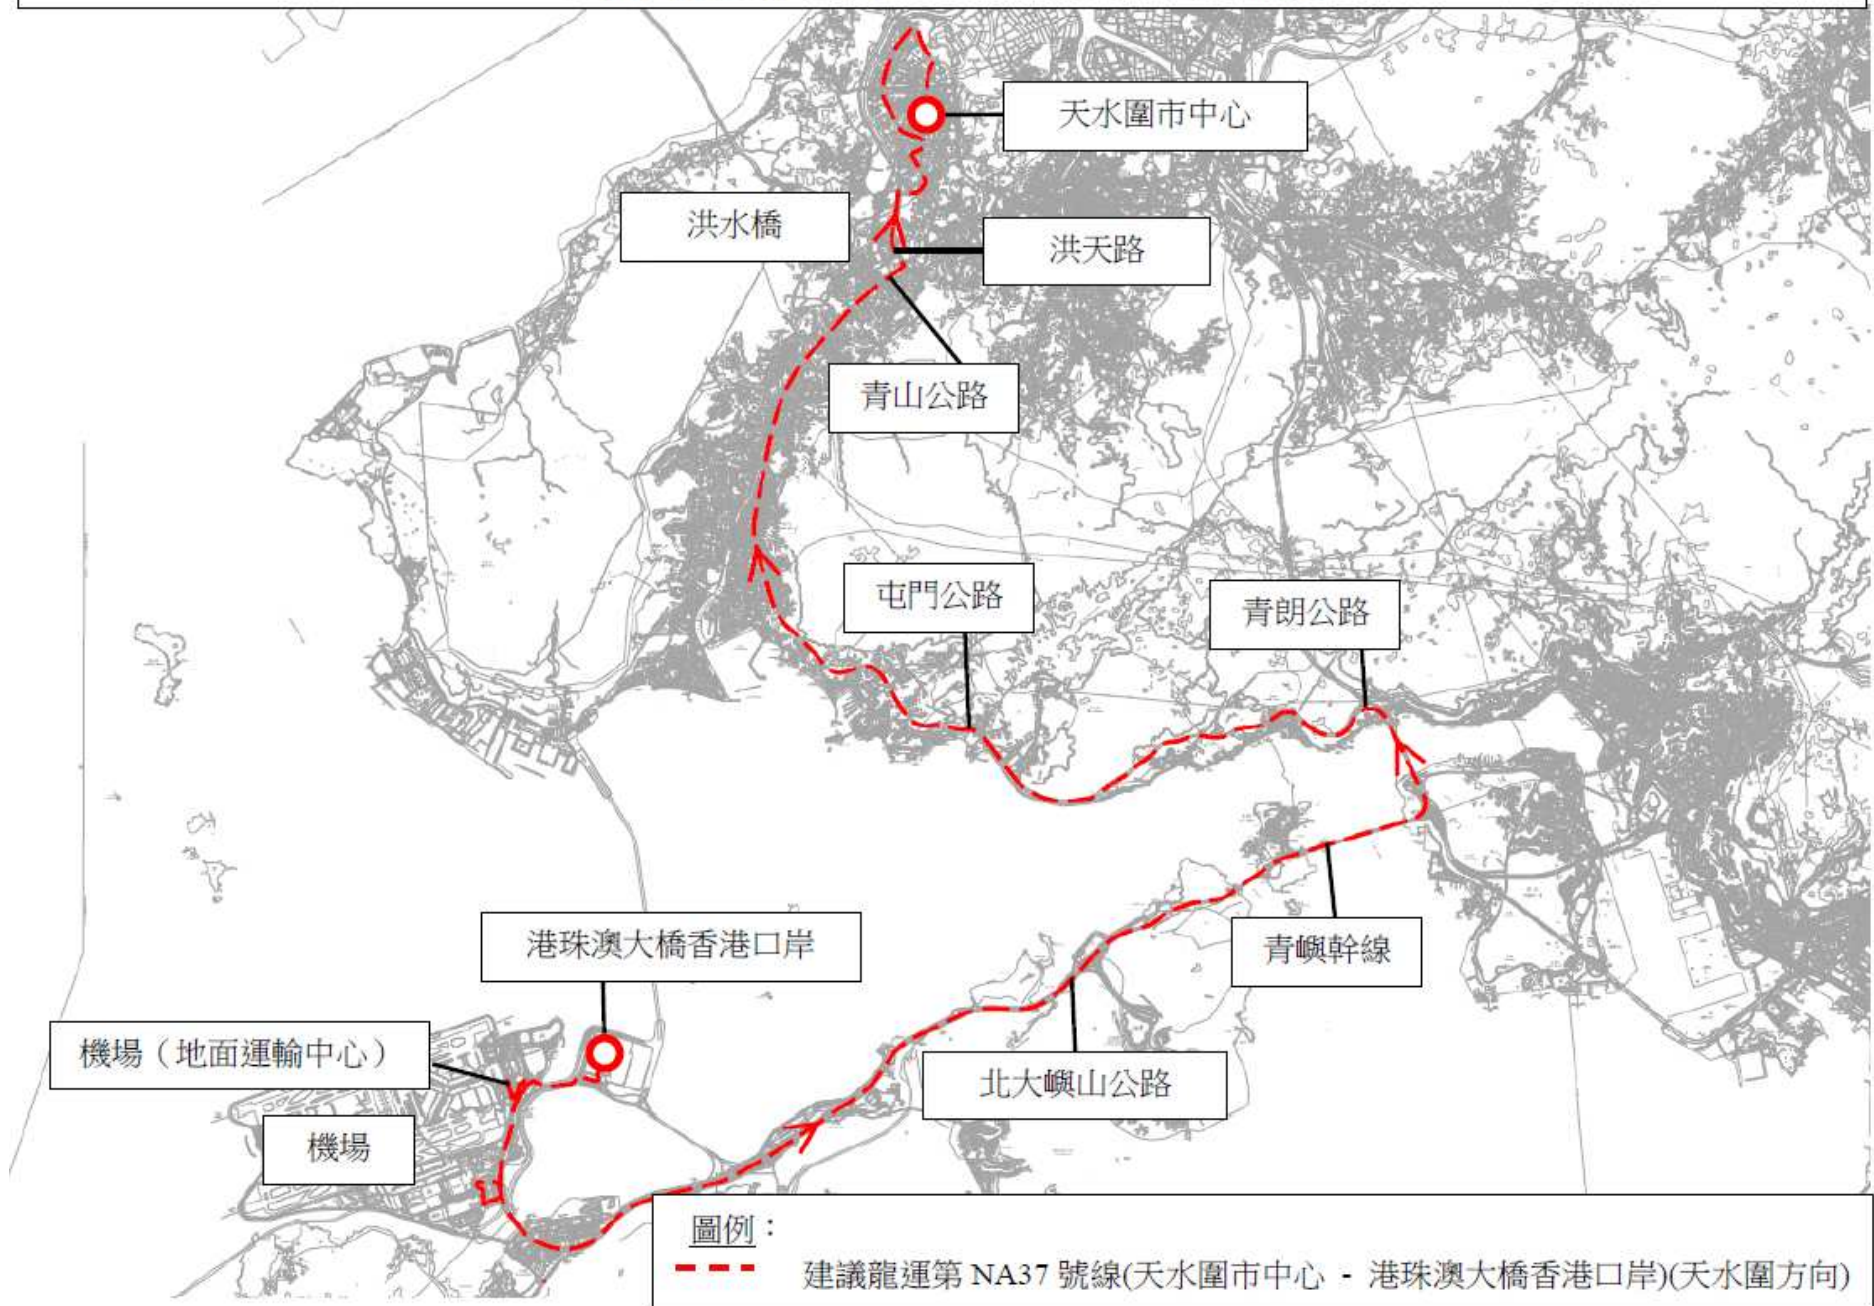 天水圍市中心
洪水橋
洪天路
青山公路
屯門公路
青朗公路
港珠澳大橋香港口岸
青嶼幹線
機場（地面運輸中心）
北大嶼山公路
機場
圖例：
建議龍運第 NA37 號線(天水圍市中心 - 港珠澳大橋香港口岸)(天水圍方向)